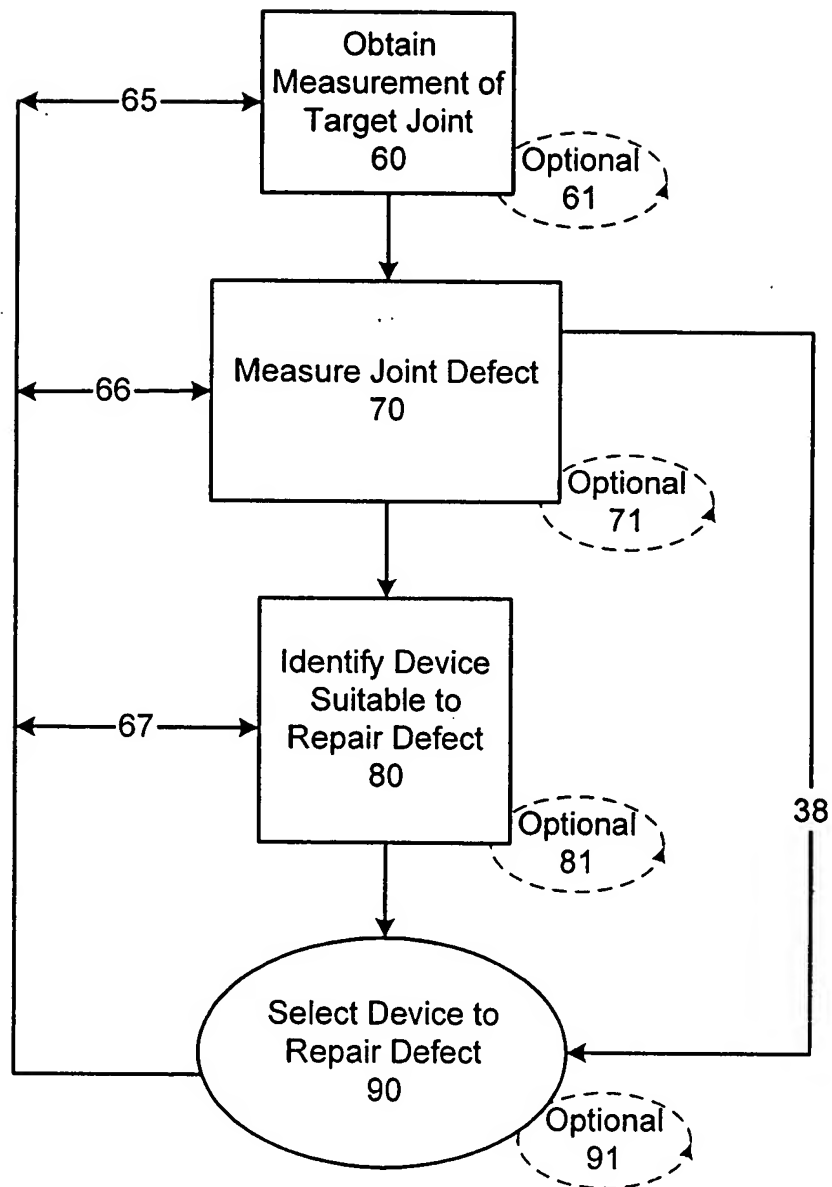 Obtain
Measurement of
Target Joint
60
65
Optional
61
Measure Joint Defect
70
66
Optional
71
Identify Device
Suitable to
Repair Defect
80
67
Optional
81
38
Select Device to
Repair Defect
90
Optional
91